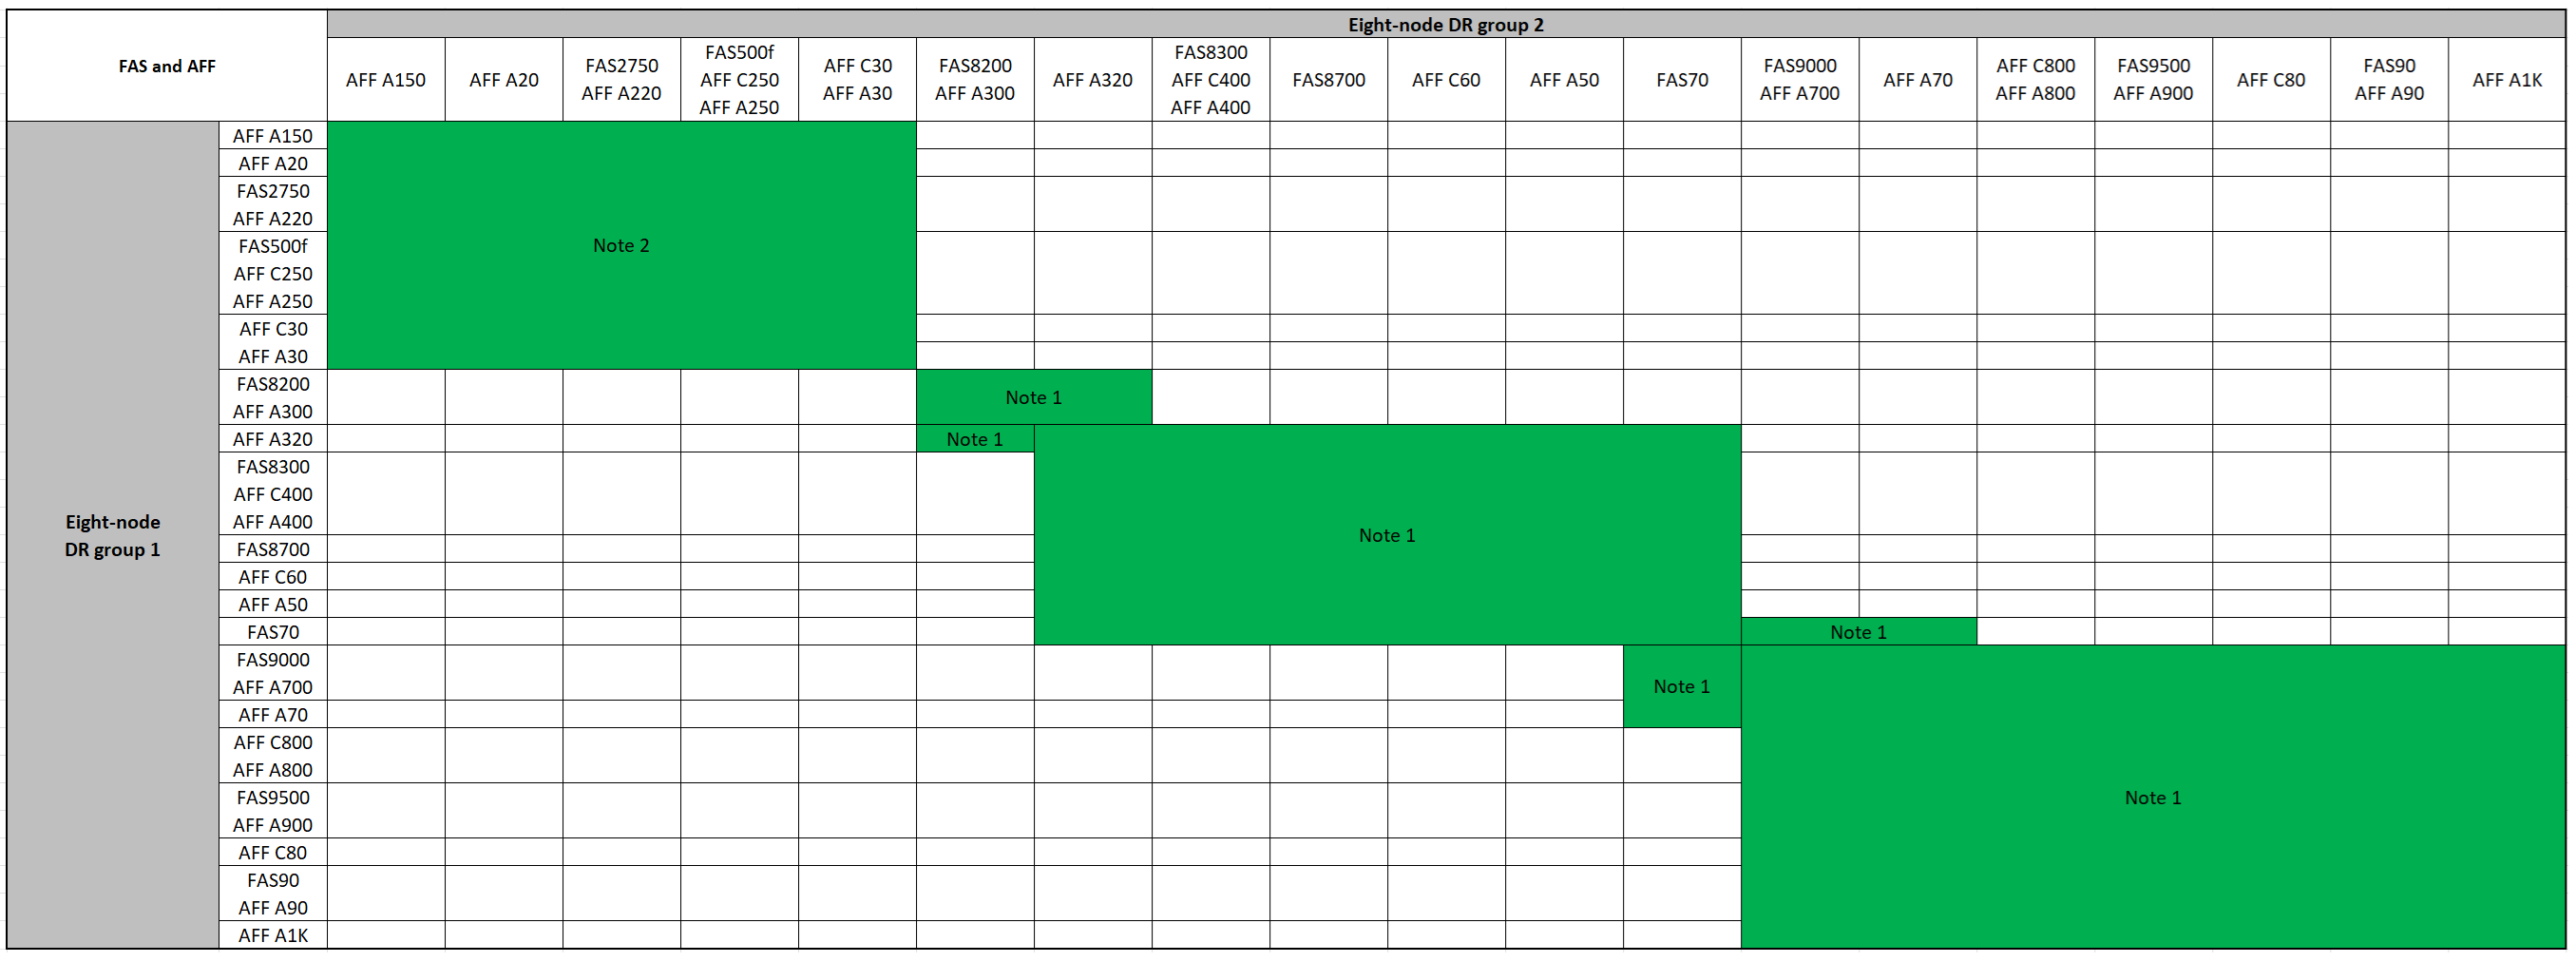 Eight-node DR group 2
FAS and AFF
AFF A150
AFF A20
FAS2750
AFF A220
FAS500f
AFF C250
AFF A250
AFF C30
AFF A30
FAS8200
AFF A300
AFF A320
FAS8300
AFF C400
AFF A400
FAS8700
AFF C60
AFF A50
FAS70
FAS9000
AFF A700
AFF A70
AFF C800
AFF A800
FAS9500
AFF A900
AFF C80
FAS90
AFF A90
AFF A1K
Eight-node
DR group 1
AFF A150
AFF A20
FAS2750
AFF A220
FAS500f
AFF C250
AFF A250
AFF C30
AFF A30
Note 2
FAS8200
AFF A300
Note 1
AFF A320
Note 1
FAS8300
AFF C400
AFF A400
FAS8700
AFF C60
AFF A50
FAS70
Note 1
Note 1
FAS9000
AFF A700
Note 1
AFF A70
AFF C800
AFF A800
FAS9500
AFF A900
Note 1
AFF C80
FAS90
AFF A90
AFF A1K